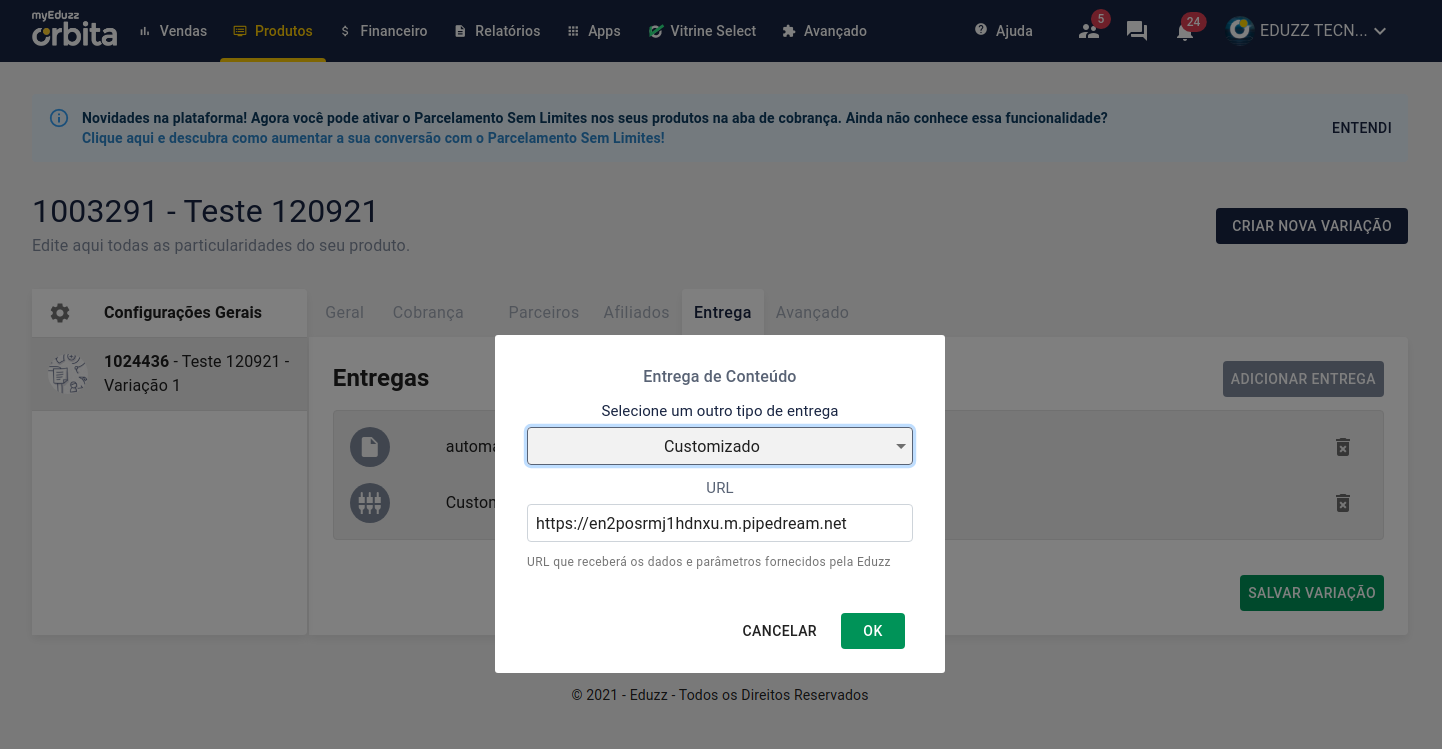 myEduzz
órbita
Vendas
Produtos
Financeiro
Relatórios
Apps
Vitrine Select
Avançado
Ajuda
5
24
EDUZZ TECN...
Novidades na plataforma! Agora você pode ativar o Parcelamento Sem Limites nos seus produtos na aba de cobrança. Ainda não conhece essa funcionalidade?
Clique aqui e descubra como aumentar a sua conversão com o Parcelamento Sem Limites!
ENTENDI
1003291 - Teste 120921
Edite aqui todas as particularidades do seu produto.
CRIAR NOVA VARIAÇÃO
Configurações Gerais
1024436 - Teste 120921 -
Variação 1
Geral
Cobrança
Parceiros
Afiliados
Entrega
Avançado
Entregas
ADICIONAR ENTREGA
Entrega de Conteúdo
Selecione um outro tipo de entrega
Customizado
URL
https://en2posrmj1hdnxu.m.pipedream.net
URL que receberá os dados e parâmetros fornecidos pela Eduzz
CANCELAR
OK
SALVAR VARIAÇÃO
© 2021 - Eduzz - Todos os Direitos Reservados